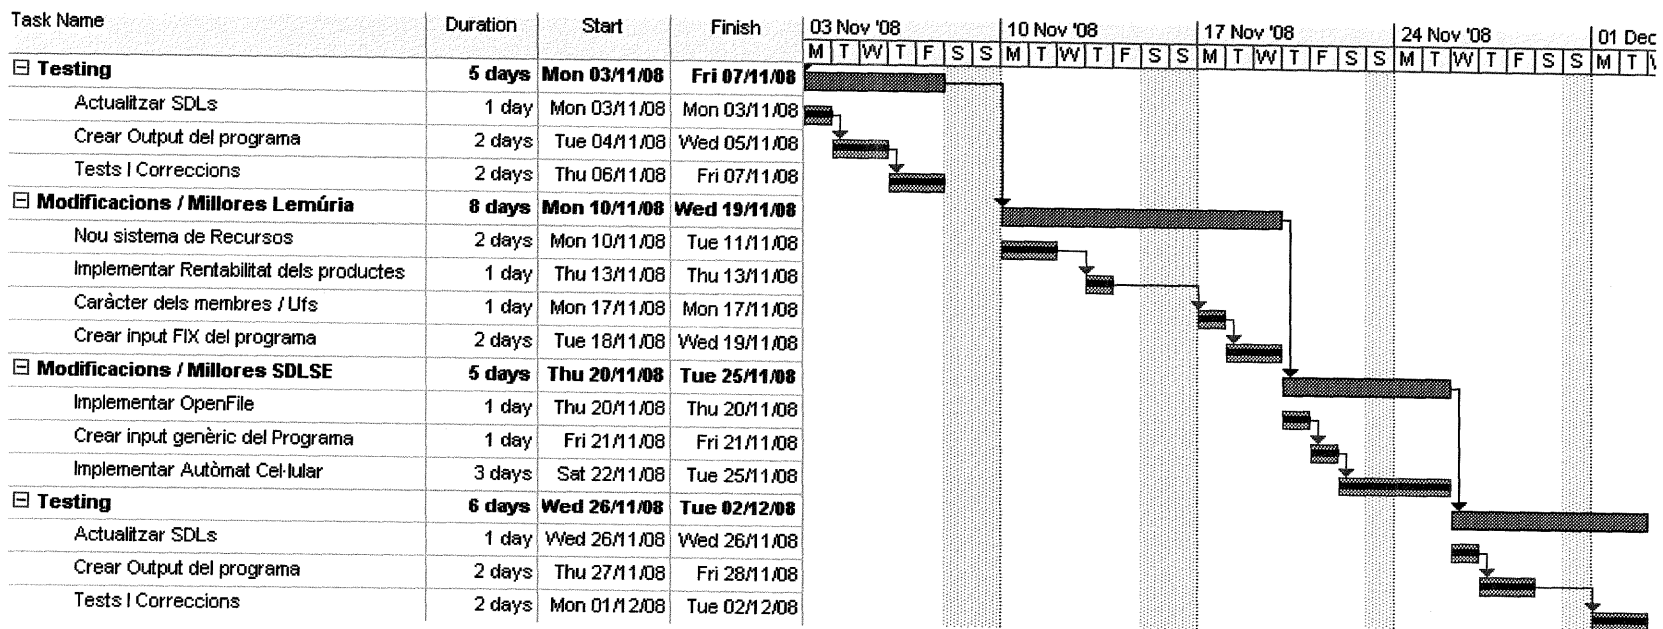 Task Name Duration Start Finish 03 Nov '08 10 Nov '08 17 Nov '08 24 Nov '08 01 Dec
M T W T F S S M T W T F S S M T W T F S S M T W T F S S M T
Testing 5 days Mon 03/11/08 Fri 07/11/08
Actualitzar SDLs 1 day Mon 03/11/08 Mon 03/11/08
Crear Output del programa 2 days Tue 04/11/08 Wed 05/11/08
Tests I Correccions 2 days Thu 06/11/08 Fri 07/11/08
Modificacions / Millores Lemúria 8 days Mon 10/11/08 Wed 19/11/08
Nou sistema de Recursos 2 days Mon 10/11/08 Tue 11/11/08
Implementar Rentabilitat dels productes 1 day Thu 13/11/08 Thu 13/11/08
Caràcter dels membres / Ufs 1 day Mon 17/11/08 Mon 17/11/08
Crear input FIX del programa 2 days Tue 18/11/08 Wed 19/11/08
Modificacions / Millores SDLSE 5 days Thu 20/11/08 Tue 25/11/08
Implementar OpenFile 1 day Thu 20/11/08 Thu 20/11/08
Crear input genèric del Programa 1 day Fri 21/11/08 Fri 21/11/08
Implementar Autòmat Cel·lular 3 days Sat 22/11/08 Tue 25/11/08
Testing 6 days Wed 26/11/08 Tue 02/12/08
Actualitzar SDLs 1 day Wed 26/11/08 Wed 26/11/08
Crear Output del programa 2 days Thu 27/11/08 Fri 28/11/08
Tests I Correccions 2 days Mon 01/12/08 Tue 02/12/08